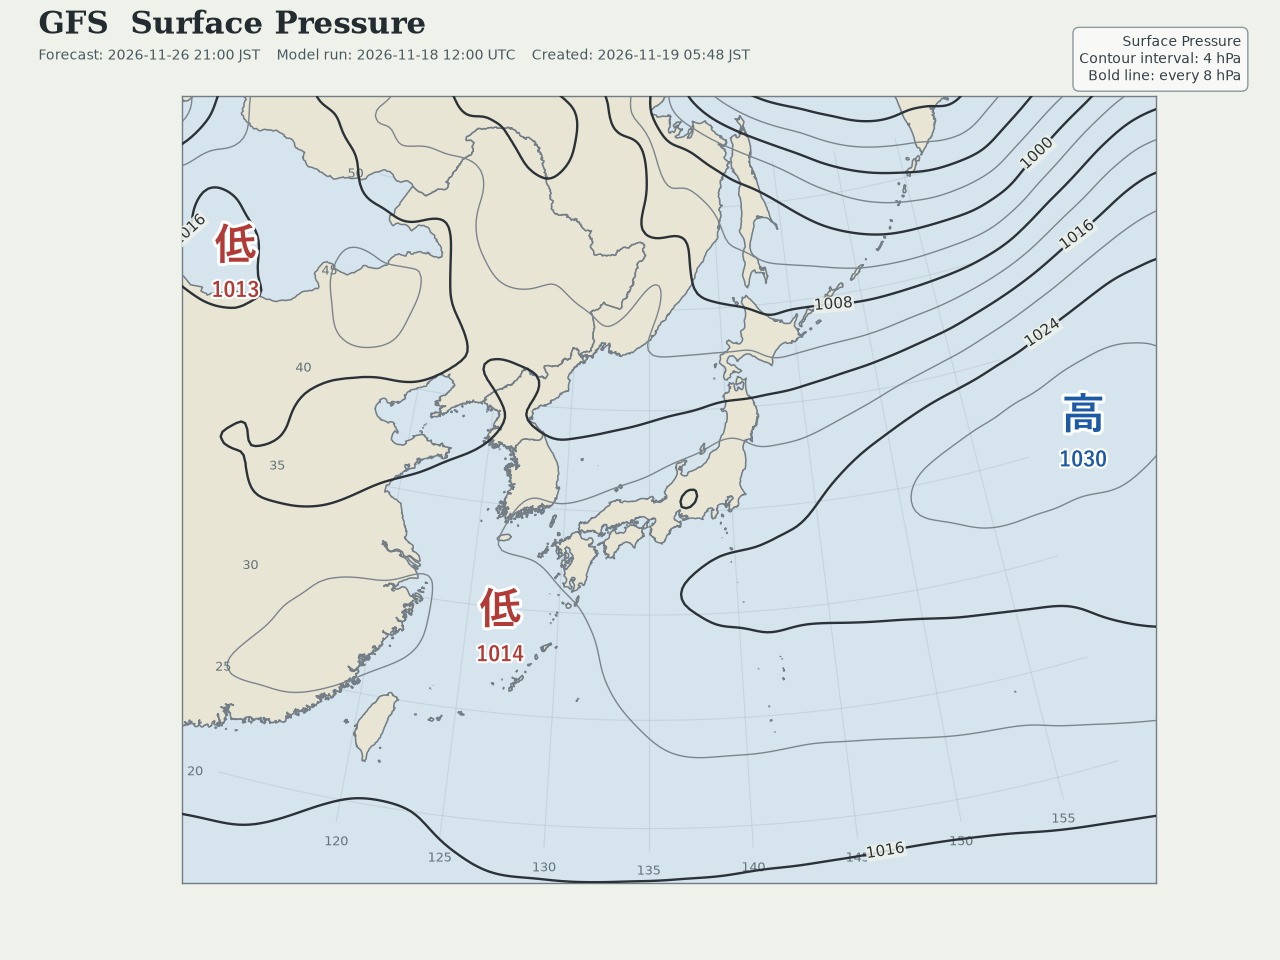 GFS  Surface Pressure
Forecast: 2026-11-26 21:00 JST    Model run: 2026-11-18 12:00 UTC    Created: 2026-11-19 05:48 JST
Surface Pressure
Contour interval: 4 hPa
Bold line: every 8 hPa
1000
50
1016
1016
低
45
1013
1008
1024
40
高
1030
35
30
低
1014
25
20
155
120
1016
150
125
130
135
140